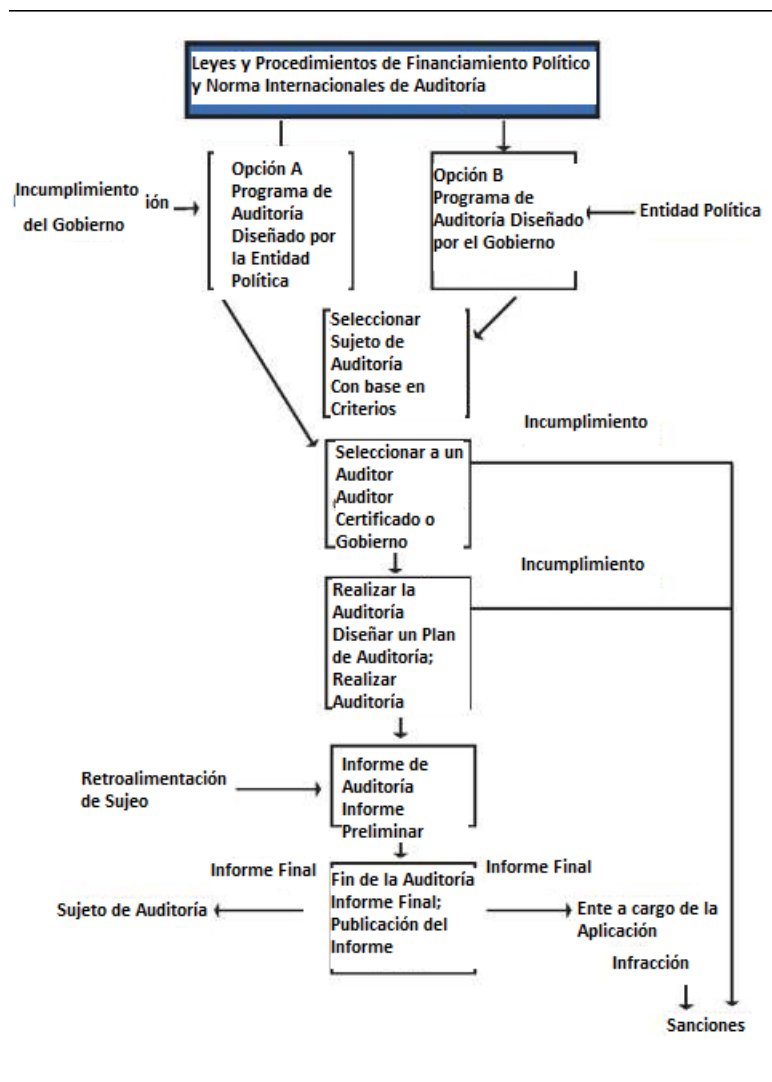 Leyes y Procedimientos de Financiamiento Político
y Norma Internacionales de Auditoría
Opción A
Programa de
Auditoría
Diseñado por
la Entidad
Política
Opción B
Programa de
Auditoría Diseñado
por el Gobierno
Incumplimiento
ión
del Gobierno
Entidad Política
Seleccionar
Sujeto de
Auditoría
Con base en
Criterios
Incumplimiento
Seleccionar a un
Auditor
Auditor
Certificado o
Gobierno
Incumplimiento
Realizar la
Auditoría
Diseñar un Plan
de Auditoría;
Realizar
Auditoría
Retroalimentación
de Sujeo
Informe de
Auditoría
Informe
Preliminar
Informe Final
Informe Final
Sujeto de Auditoría
Fin de la Auditoría
Informe Final;
Publicación del
Informe
Ente a cargo de la
Aplicación
Infracción
Sanciones